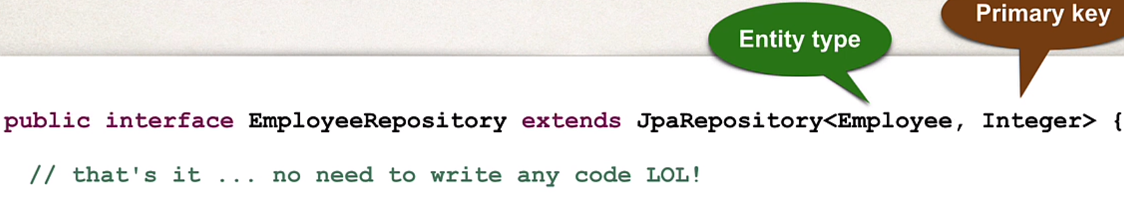 Primary key
Entity type
public interface EmployeeRepository extends JpaRepository<Employee, Integer> {
// that's it ... no need to write any code LOL!